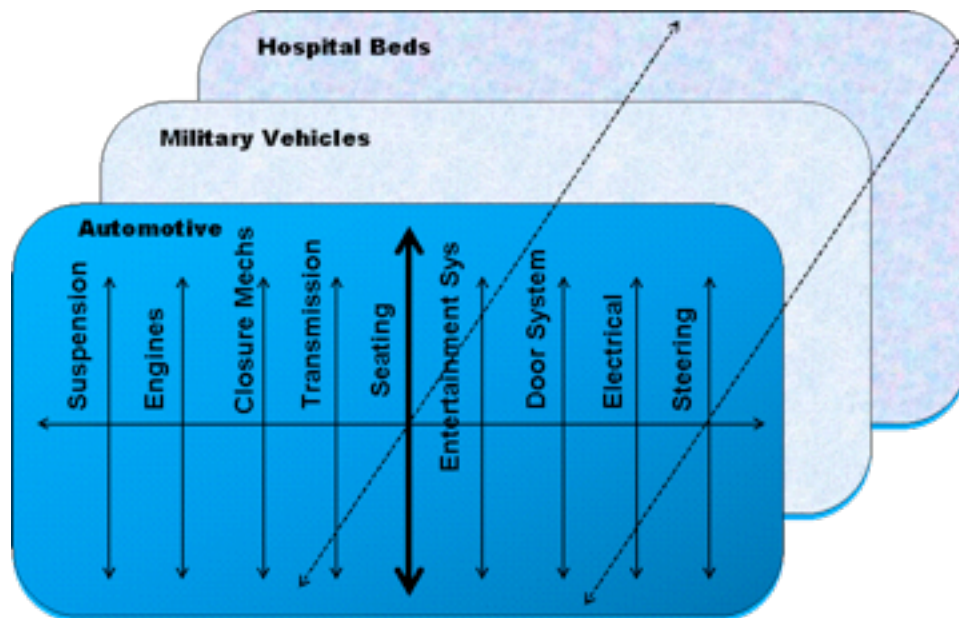 Hospital Beds
Military Vehicles
Automotive
Suspension
Engines
Closure Mechs
Transmission
Seating
Entertainment Sys
Door System
Electrical
Steering